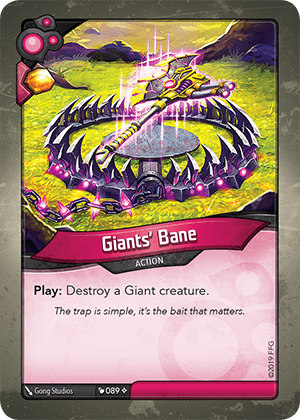 Giants' Bane
ACTION
Play: Destroy a Giant creature.
The trap is simple, it's the bait that matters.
Gong Studios 089
©2019 FFG